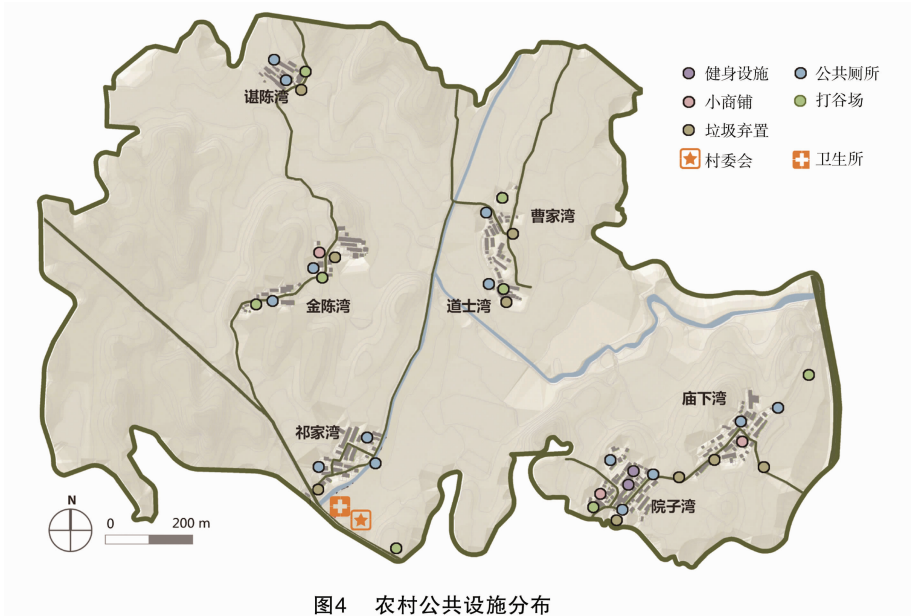 健身设施 公共厕所
小商铺 打谷场
垃圾弃置
村委会 卫生所
谌陈湾
曹家湾
金陈湾
道士湾
庙下湾
祁家湾
院子湾
N
0 200 m
图4 农村公共设施分布